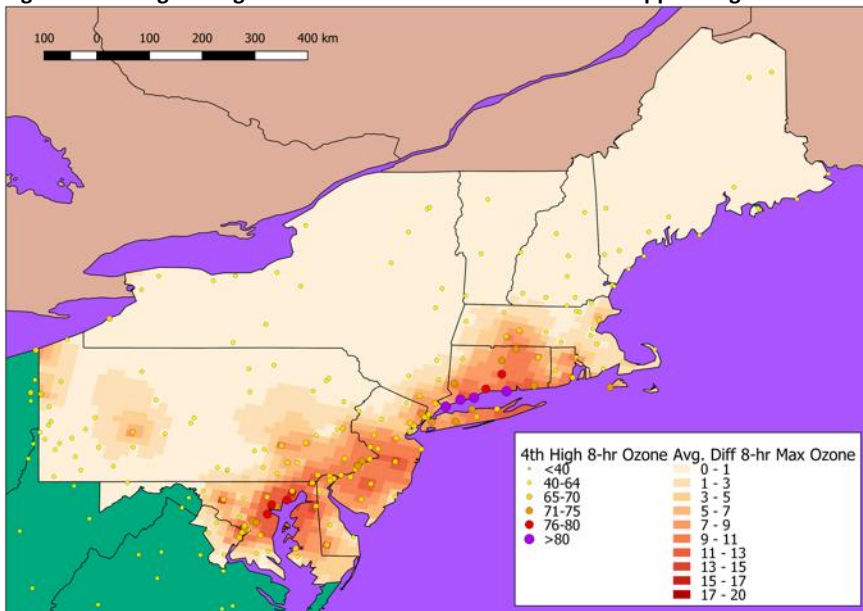 100 0 100 200 300 400 km
4th High 8-hr Ozone Avg. Diff 8-hr Max Ozone
<40 0 - 1
40-64 1 - 3
65-70 3 - 5
71-75 5 - 7
76-80 7 - 9
>80 9 - 11
11 - 13
13 - 15
15 - 17
17 - 20